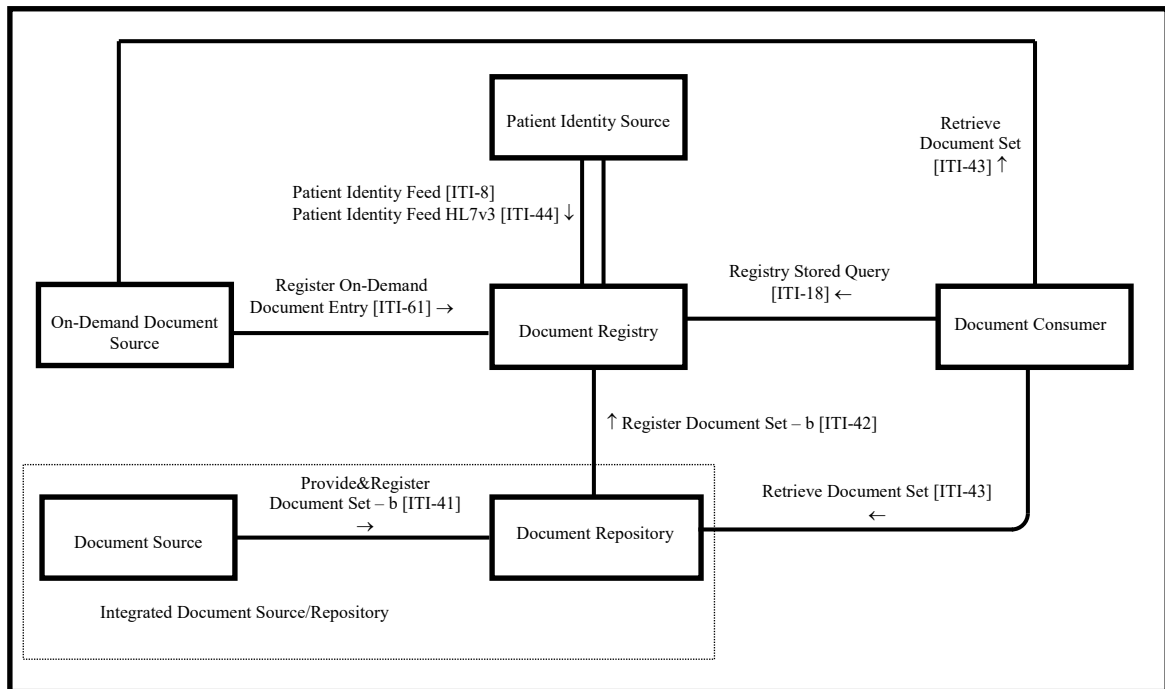 Patient Identity Source
Retrieve
Document Set
[ITI-43] ↑
Patient Identity Feed [ITI-8]
Patient Identity Feed HL7v3 [ITI-44] ↓
Register On-Demand
Document Entry [ITI-61] →
Registry Stored Query
[ITI-18] ←
On-Demand Document
Source
Document Registry
Document Consumer
↑ Register Document Set – b [ITI-42]
Provide&Register
Document Set – b [ITI-41]
→
Retrieve Document Set [ITI-43]
←
Document Source
Document Repository
Integrated Document Source/Repository